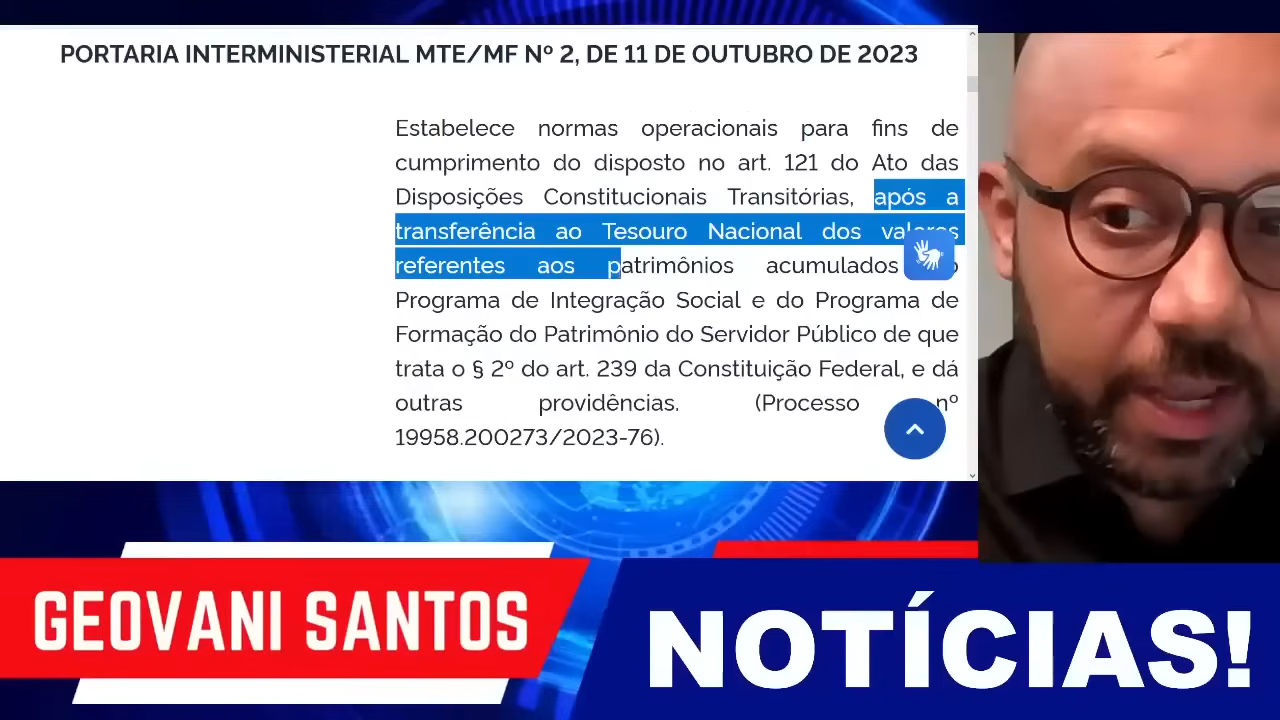 PORTARIA INTERMINISTERIAL MTE/MF Nº 2, DE 11 DE OUTUBRO DE 2023
Estabelece normas operacionais para fins de
cumprimento do disposto no art. 121 do Ato das
Disposições Constitucionais Transitórias, após a
transferência ao Tesouro Nacional dos valores
referentes aos patrimônios acumulados
Programa de Integração Social e do Programa de
Formação do Patrimônio do Servidor Público de que
trata o § 2º do art. 239 da Constituição Federal, e dá
outras providências. (Processo nº
19958.200273/2023-76).
GEOVANI SANTOS
NOTÍCIAS!